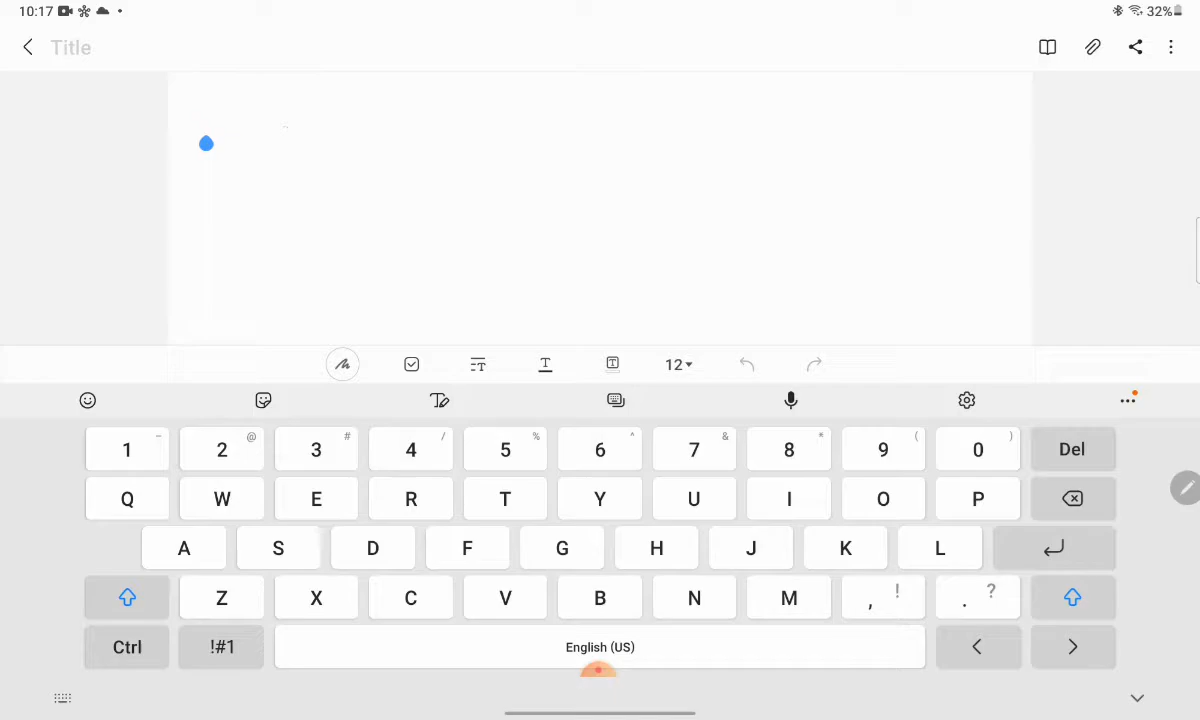 10:17
32%
Title
12
1 - 2 @ 3 # 4 / 5 % 6 ^ 7 & 8 * 9 ( 0 ) Del
Q W E R T Y U I O P
A S D F G H J K L
Z X C V B N M , ! . ?
Ctrl !#1 English (US) < >